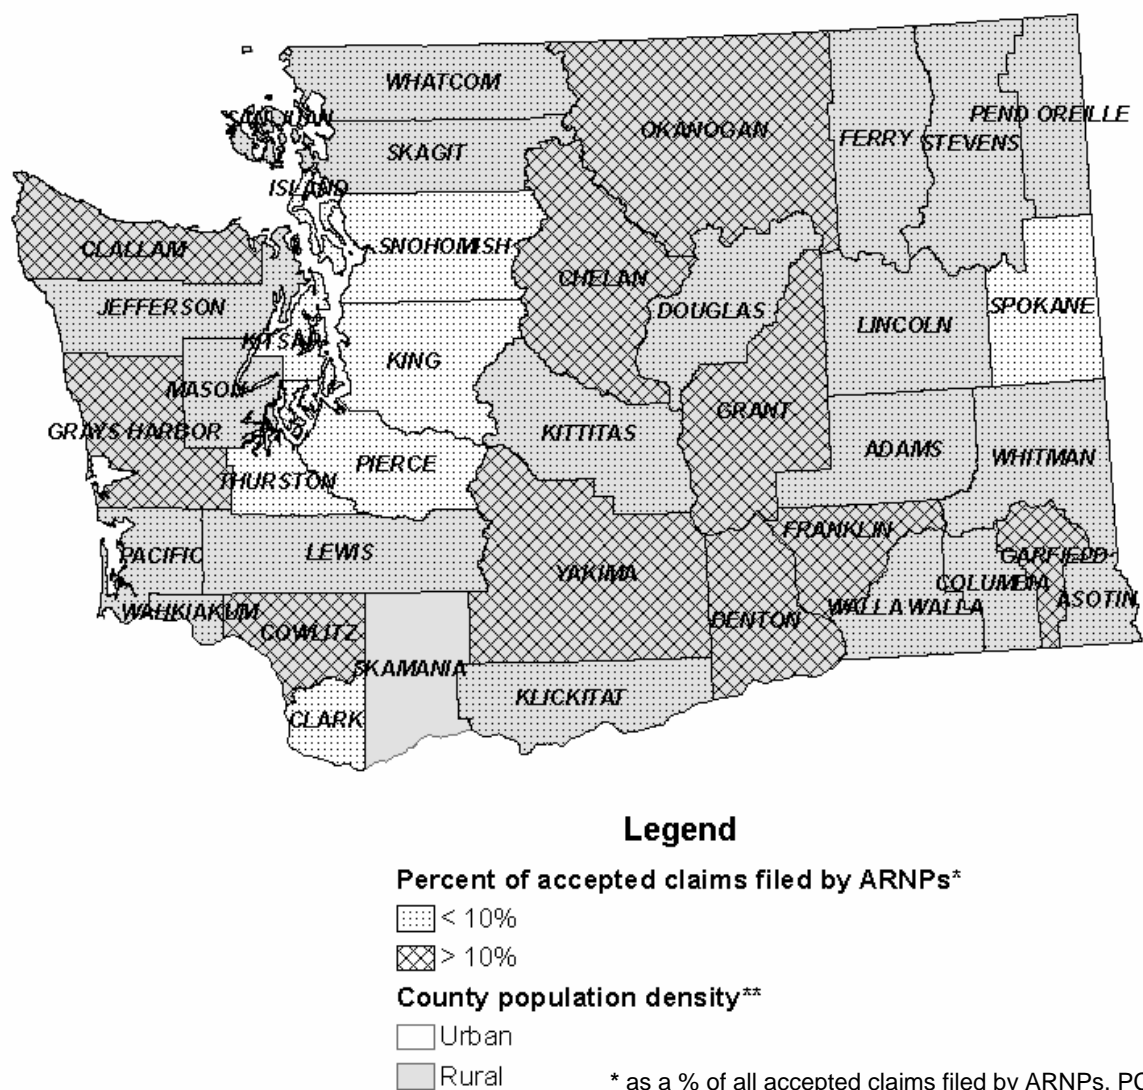 WHATCOM
OKANOGAN
PEND OREILLE
SAN JUAN
SKAGIT
FERRY
STEVENS
ISLAND
CLALLAM
SNOHOMISH
CHELAN
JEFFERSON
DOUGLAS
LINCOLN
SPOKANE
KITSAP
KING
MASON
GRANT
GRAYS HARBOR
KITTITAS
ADAMS
WHITMAN
THURSTON
PIERCE
FRANKLIN
PACIFIC
LEWIS
YAKIMA
GARFIELD
COLUMBIA
ASOTIN
WAHKIAKUM
COWLITZ
BENTON
WALLA WALLA
SKAMANIA
KLICKITAT
CLARK
Legend
Percent of accepted claims filed by ARNPs*
< 10%
> 10%
County population density**
Urban
Rural
* as a % of all accepted claims filed by ARNPs, PC